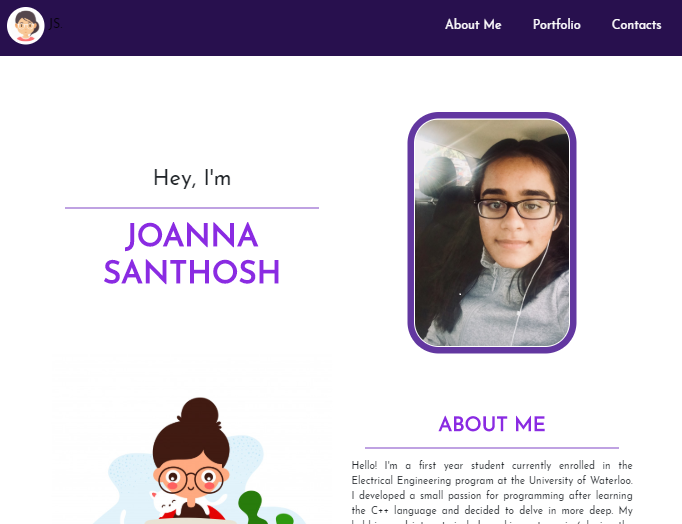 JS.
About Me Portfolio Contacts
Hey, I'm
JOANNA
SANTHOSH
ABOUT ME
Hello! I'm a first year student currently enrolled in the
Electrical Engineering program at the University of Waterloo.
I developed a small passion for programming after learning
the C++ language and decided to delve in more deep. My